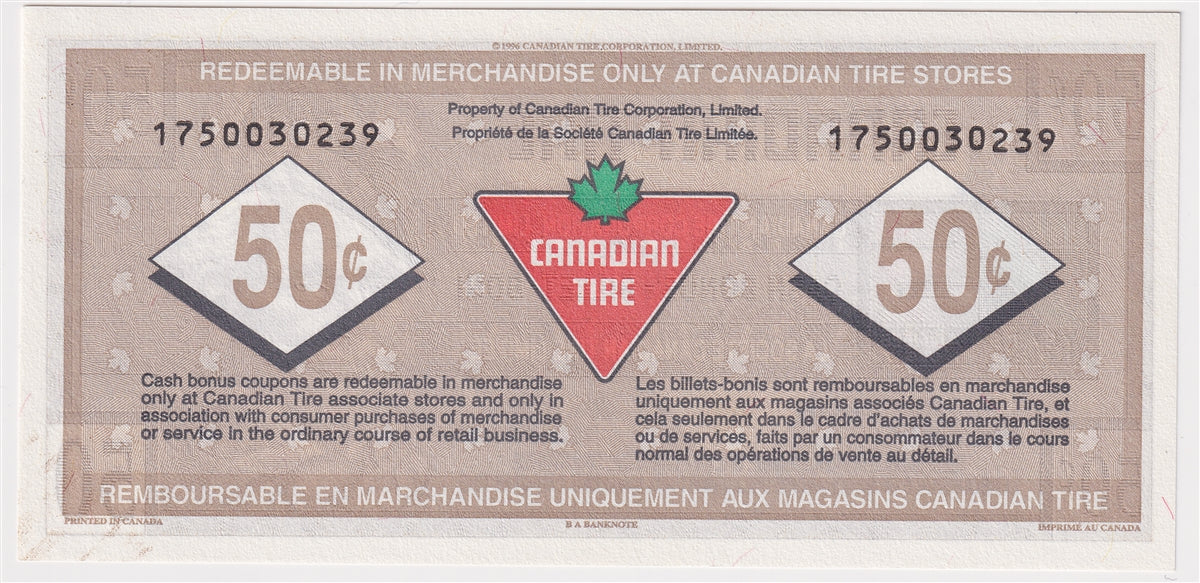 © 1996 CANADIAN TIRE CORPORATION, LIMITED.
REDEEMABLE IN MERCHANDISE ONLY AT CANADIAN TIRE STORES
Property of Canadian Tire Corporation, Limited.
Propriété de la Société Canadian Tire Limitée.
1750030239
1750030239
50¢
CANADIAN
TIRE
50¢
Cash bonus coupons are redeemable in merchandise
only at Canadian Tire associate stores and only in
association with consumer purchases of merchandise
or service in the ordinary course of retail business.
Les billets-bonis sont remboursables en marchandise
uniquement aux magasins associés Canadian Tire, et
cela seulement dans le cadre d'achats de marchandises
ou de services, faits par un consommateur dans le cours
normal des opérations de vente au détail.
REMBOURSABLE EN MARCHANDISE UNIQUEMENT AUX MAGASINS CANADIAN TIRE
PRINTED IN CANADA
B A BANKNOTE
IMPRIMÉ AU CANADA